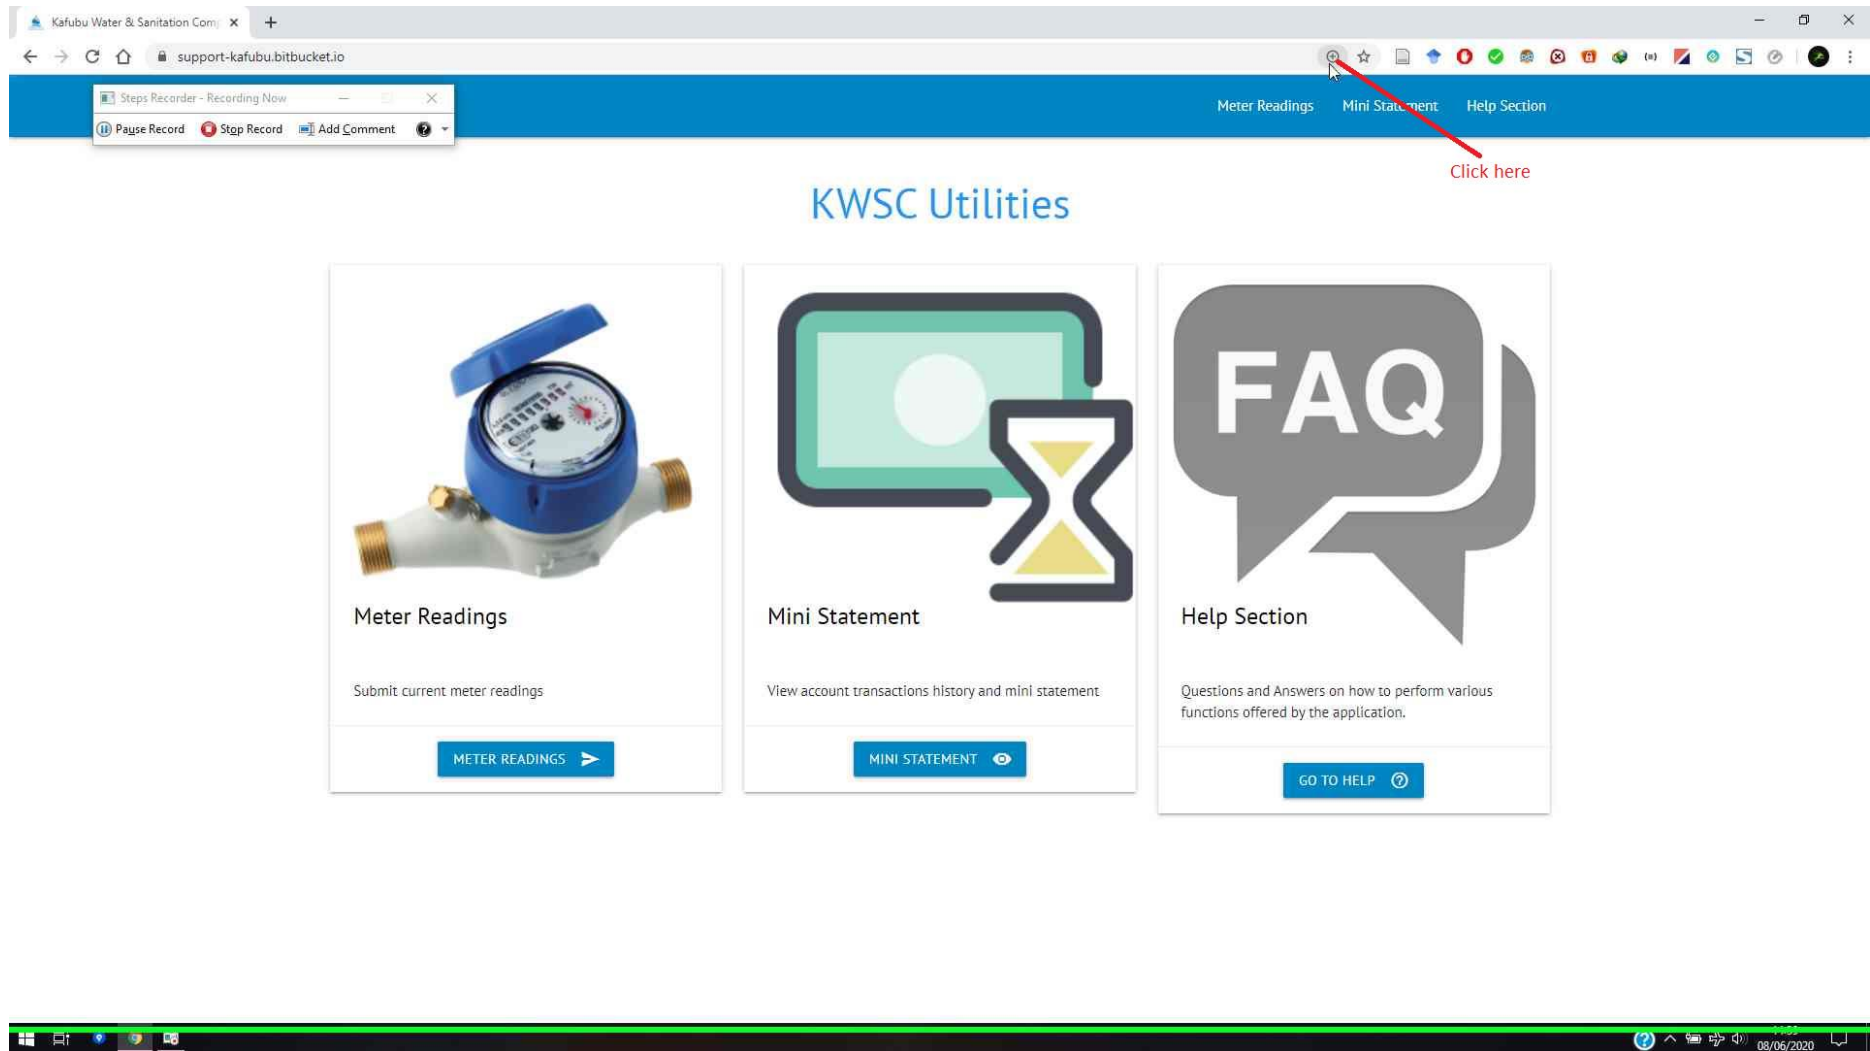 Kafubu Water & Sanitation Com
support-kafubu.bitbucket.io
Steps Recorder - Recording Now
Pause Record Stop Record Add Comment
Meter Readings Mini Statement Help Section
Click here
KWSC Utilities
FAQ
Meter Readings
Submit current meter readings
METER READINGS
Mini Statement
View account transactions history and mini statement
MINI STATEMENT
Help Section
Questions and Answers on how to perform various
functions offered by the application.
GO TO HELP
08/06/2020